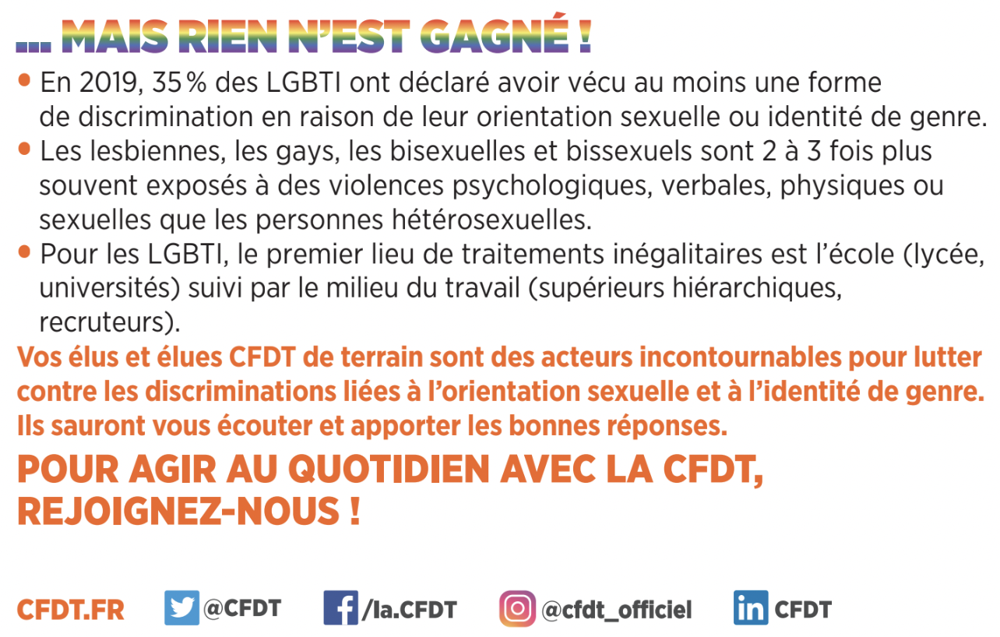 ... MAIS RIEN N’EST GAGNÉ !
• En 2019, 35 % des LGBTI ont déclaré avoir vécu au moins une forme
de discrimination en raison de leur orientation sexuelle ou identité de genre.
• Les lesbiennes, les gays, les bisexuelles et bissexuels sont 2 à 3 fois plus
souvent exposés à des violences psychologiques, verbales, physiques ou
sexuelles que les personnes hétérosexuelles.
• Pour les LGBTI, le premier lieu de traitements inégalitaires est l’école (lycée,
universités) suivi par le milieu du travail (supérieurs hiérarchiques,
recruteurs).
Vos élus et élues CFDT de terrain sont des acteurs incontournables pour lutter
contre les discriminations liées à l’orientation sexuelle et à l’identité de genre.
Ils sauront vous écouter et apporter les bonnes réponses.
POUR AGIR AU QUOTIDIEN AVEC LA CFDT,
REJOIGNEZ-NOUS !
CFDT.FR @CFDT /la.CFDT @cfdt_officiel in CFDT